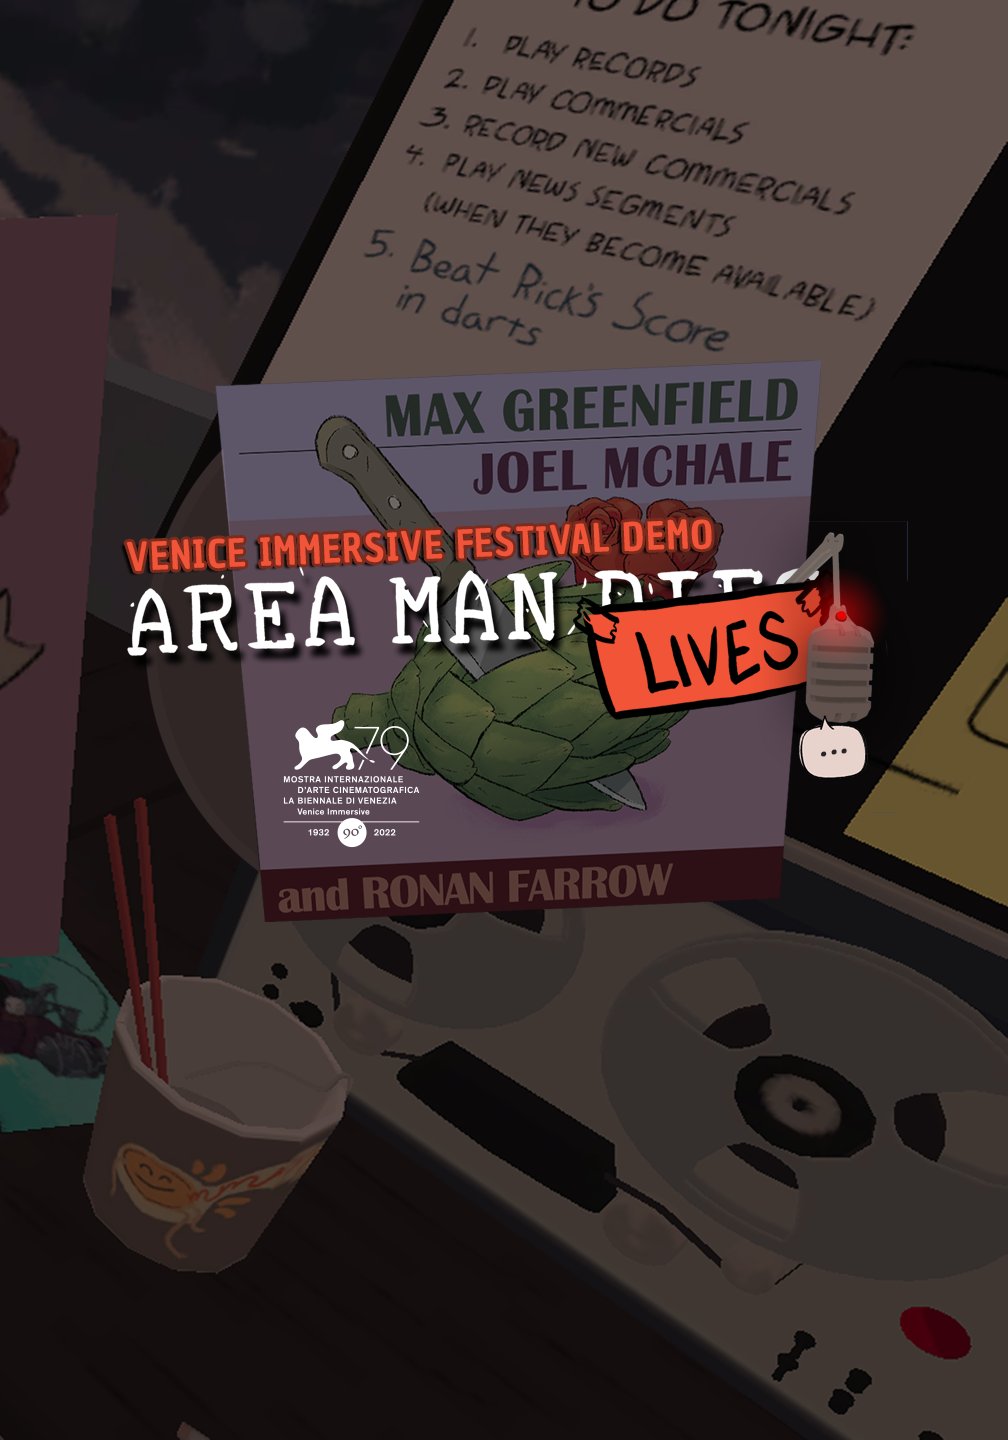 TO DO TONIGHT:
1. PLAY RECORDS
2. PLAY COMMERCIALS
3. RECORD NEW COMMERCIALS
4. PLAY NEWS SEGMENTS
(WHEN THEY BECOME AVAILABLE)
5. Beat Rick's Score
in darts
MAX GREENFIELD
JOEL MCHALE
VENICE IMMERSIVE FESTIVAL DEMO
AREA MAN DIES
LIVES
79
MOSTRA INTERNAZIONALE
D'ARTE CINEMATOGRAFICA
LA BIENNALE DI VENEZIA
Venice Immersive
1932 90° 2022
and RONAN FARROW